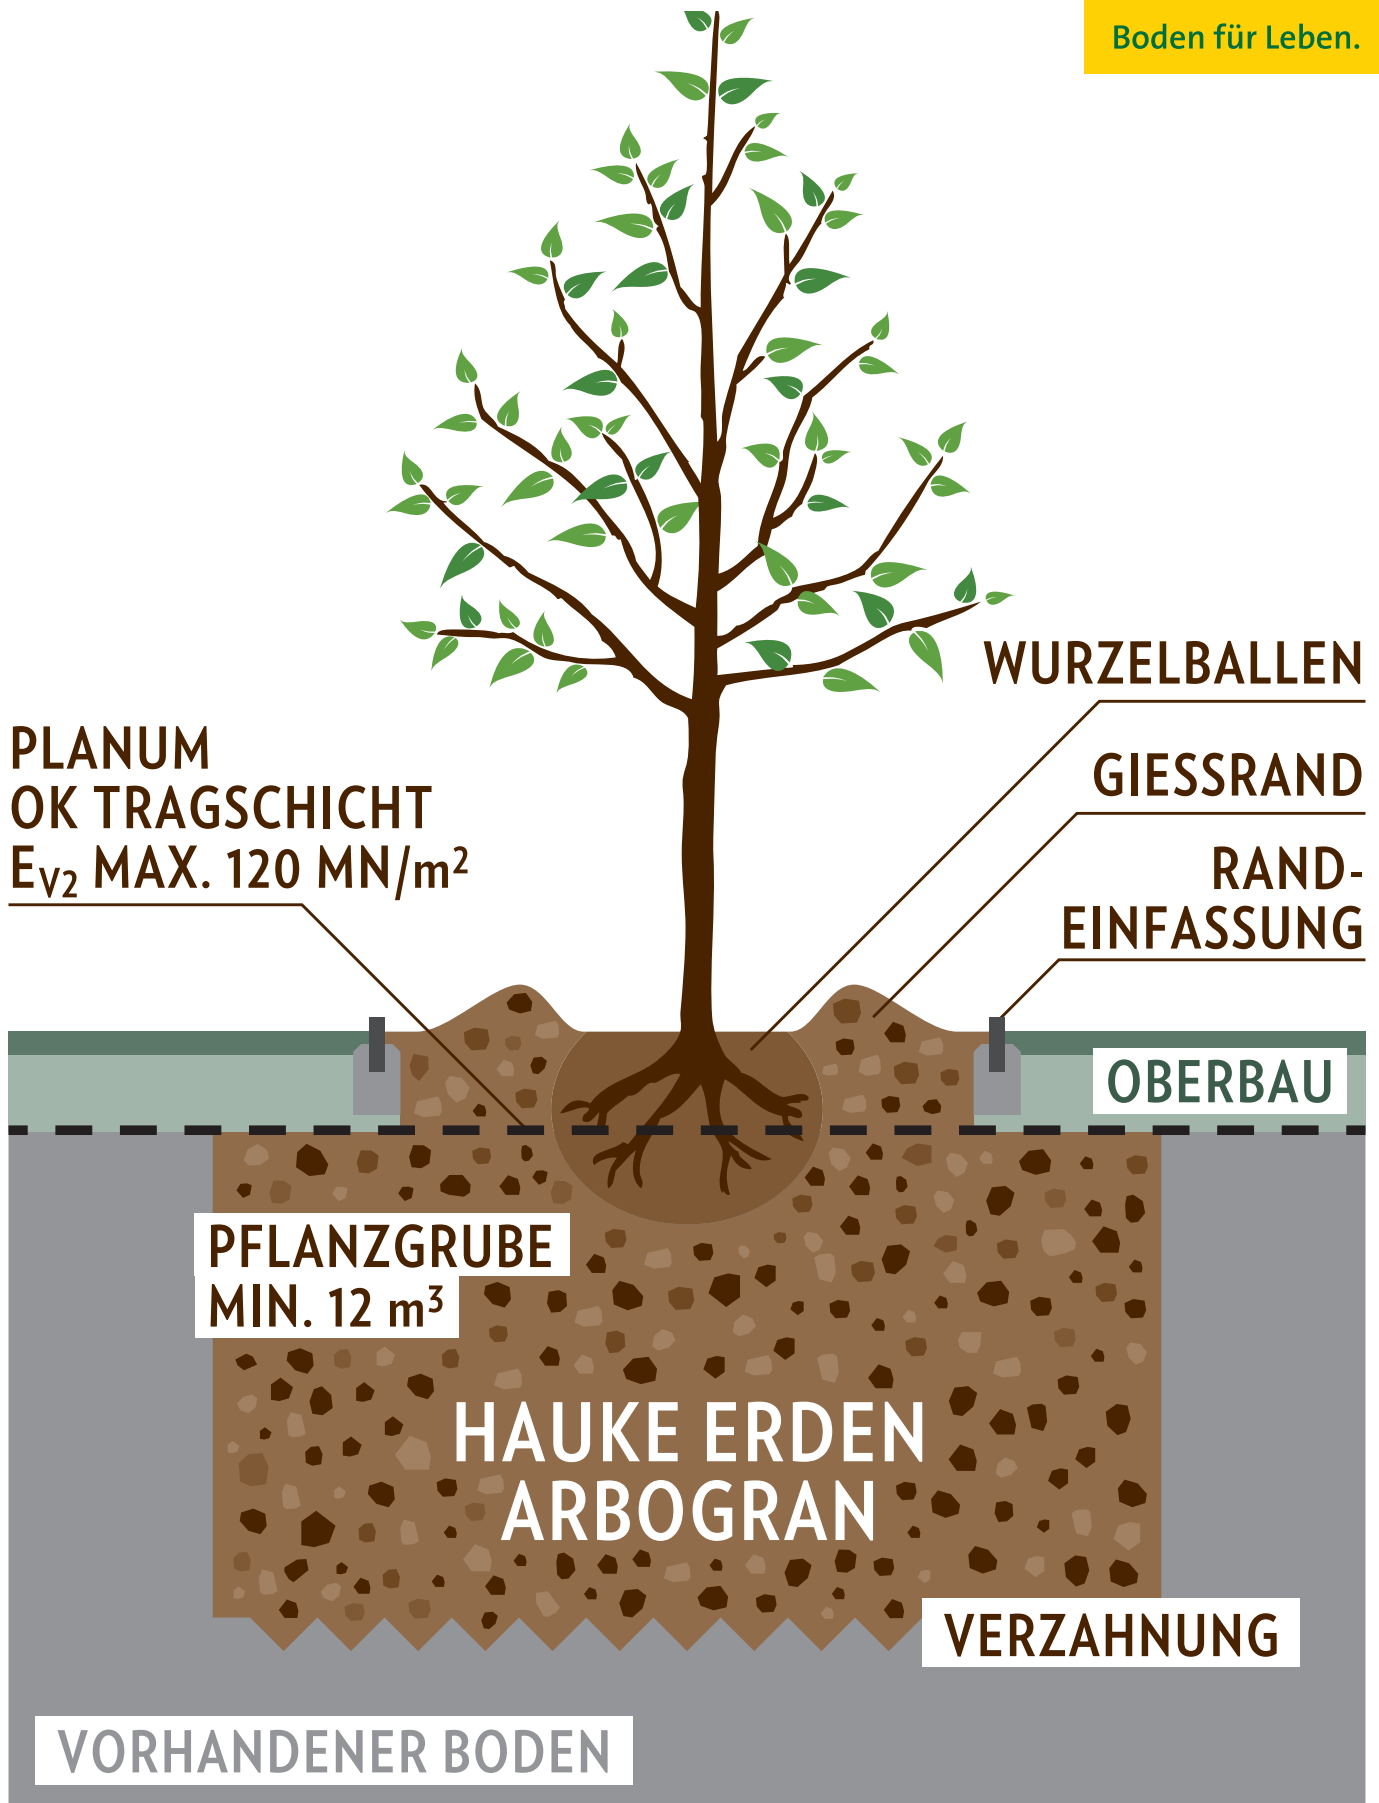 Boden für Leben.
WURZELBALLEN
GIESSRAND
RAND-
EINFASSUNG
PLANUM
OK TRAGSCHICHT
EV2 MAX. 120 MN/m²
OBERBAU
PFLANZGRUBE
MIN. 12 m³
HAUKE ERDEN
ARBOGRAN
VERZAHNUNG
VORHANDENER BODEN